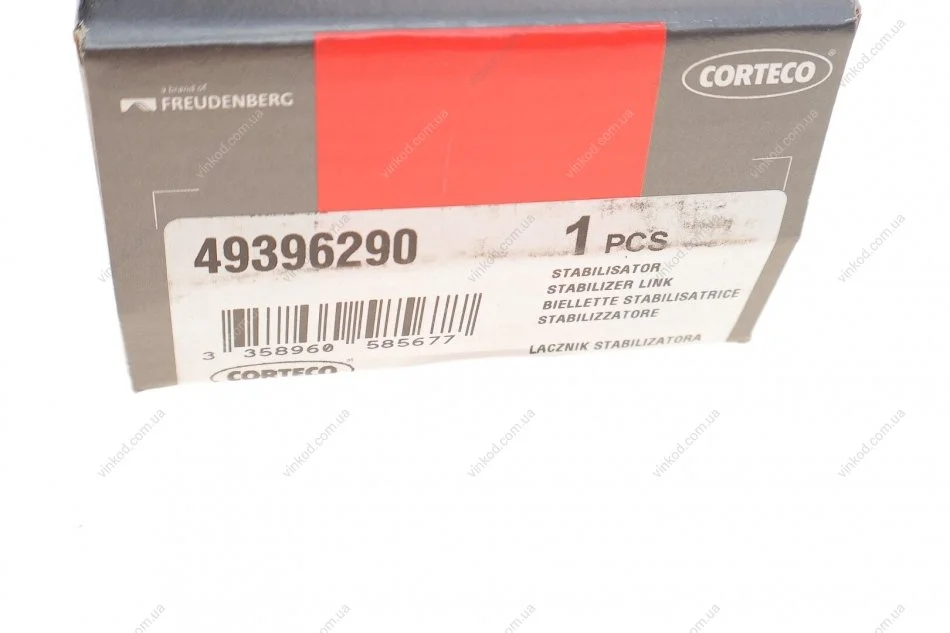 a brand of
FREUDENBERG
CORTECO
49396290
1 PCS
STABILISATOR
STABILIZER LINK
BIELLETTE STABILISATRICE
STABILIZZATORE
LACZNIK STABILIZATORA
3 358960 585677
CORTECO
vinkod.com.ua